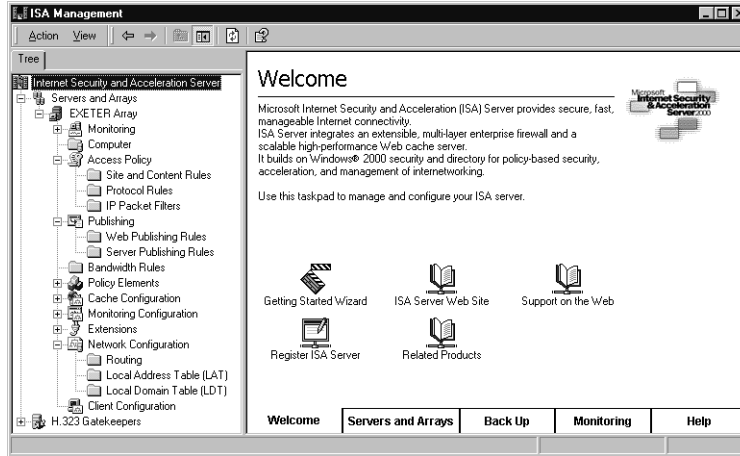 ISA Management
Action View
Tree
Internet Security and Acceleration Server
Servers and Arrays
EXETER Array
Monitoring
Computer
Access Policy
Site and Content Rules
Protocol Rules
IP Packet Filters
Publishing
Web Publishing Rules
Server Publishing Rules
Bandwidth Rules
Policy Elements
Cache Configuration
Monitoring Configuration
Extensions
Network Configuration
Routing
Local Address Table (LAT)
Local Domain Table (LDT)
Client Configuration
H.323 Gatekeepers
Welcome
Microsoft
Internet Security
& Acceleration
Server 2000
Microsoft Internet Security and Acceleration (ISA) Server provides secure, fast,
manageable Internet connectivity.
ISA Server integrates an extensible, multi-layer enterprise firewall and a
scalable high-performance Web cache server.
It builds on Windows® 2000 security and directory for policy-based security,
acceleration, and management of internetworking.
Use this taskpad to manage and configure your ISA server.
Getting Started Wizard
ISA Server Web Site
Support on the Web
Register ISA Server
Related Products
Welcome
Servers and Arrays
Back Up
Monitoring
Help